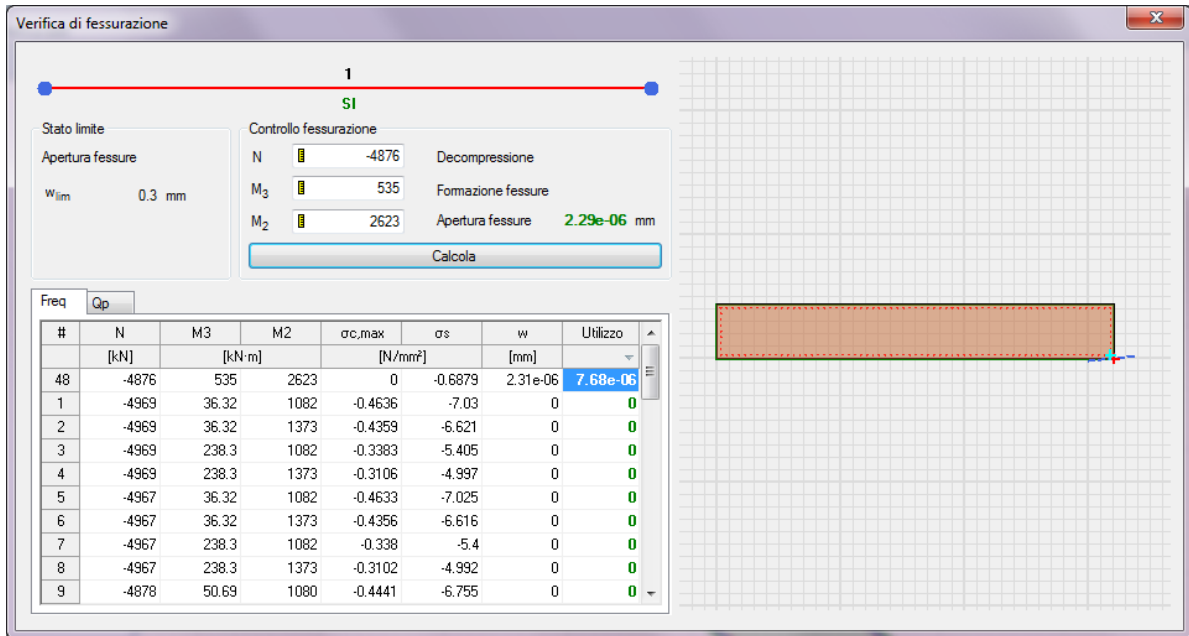 Verifica di fessurazione
1
SI
Stato limite
Apertura fessure
wlim 0.3 mm
Controllo fessurazione
N -4876 Decompressione
M3 535 Formazione fessure
M2 2623 Apertura fessure 2.29e-06 mm
Calcola
Freq Qp
# N M3 M2 σc,max σs w Utilizzo
[kN] [kN·m] [N/mm²] [mm]
48 -4876 535 2623 0 -0.6879 2.31e-06 7.68e-06
1 -4969 36.32 1082 -0.4636 -7.03 0 0
2 -4969 36.32 1373 -0.4359 -6.621 0 0
3 -4969 238.3 1082 -0.3383 -5.405 0 0
4 -4969 238.3 1373 -0.3106 -4.997 0 0
5 -4967 36.32 1082 -0.4633 -7.025 0 0
6 -4967 36.32 1373 -0.4356 -6.616 0 0
7 -4967 238.3 1082 -0.338 -5.4 0 0
8 -4967 238.3 1373 -0.3102 -4.992 0 0
9 -4878 50.69 1080 -0.4441 -6.755 0 0